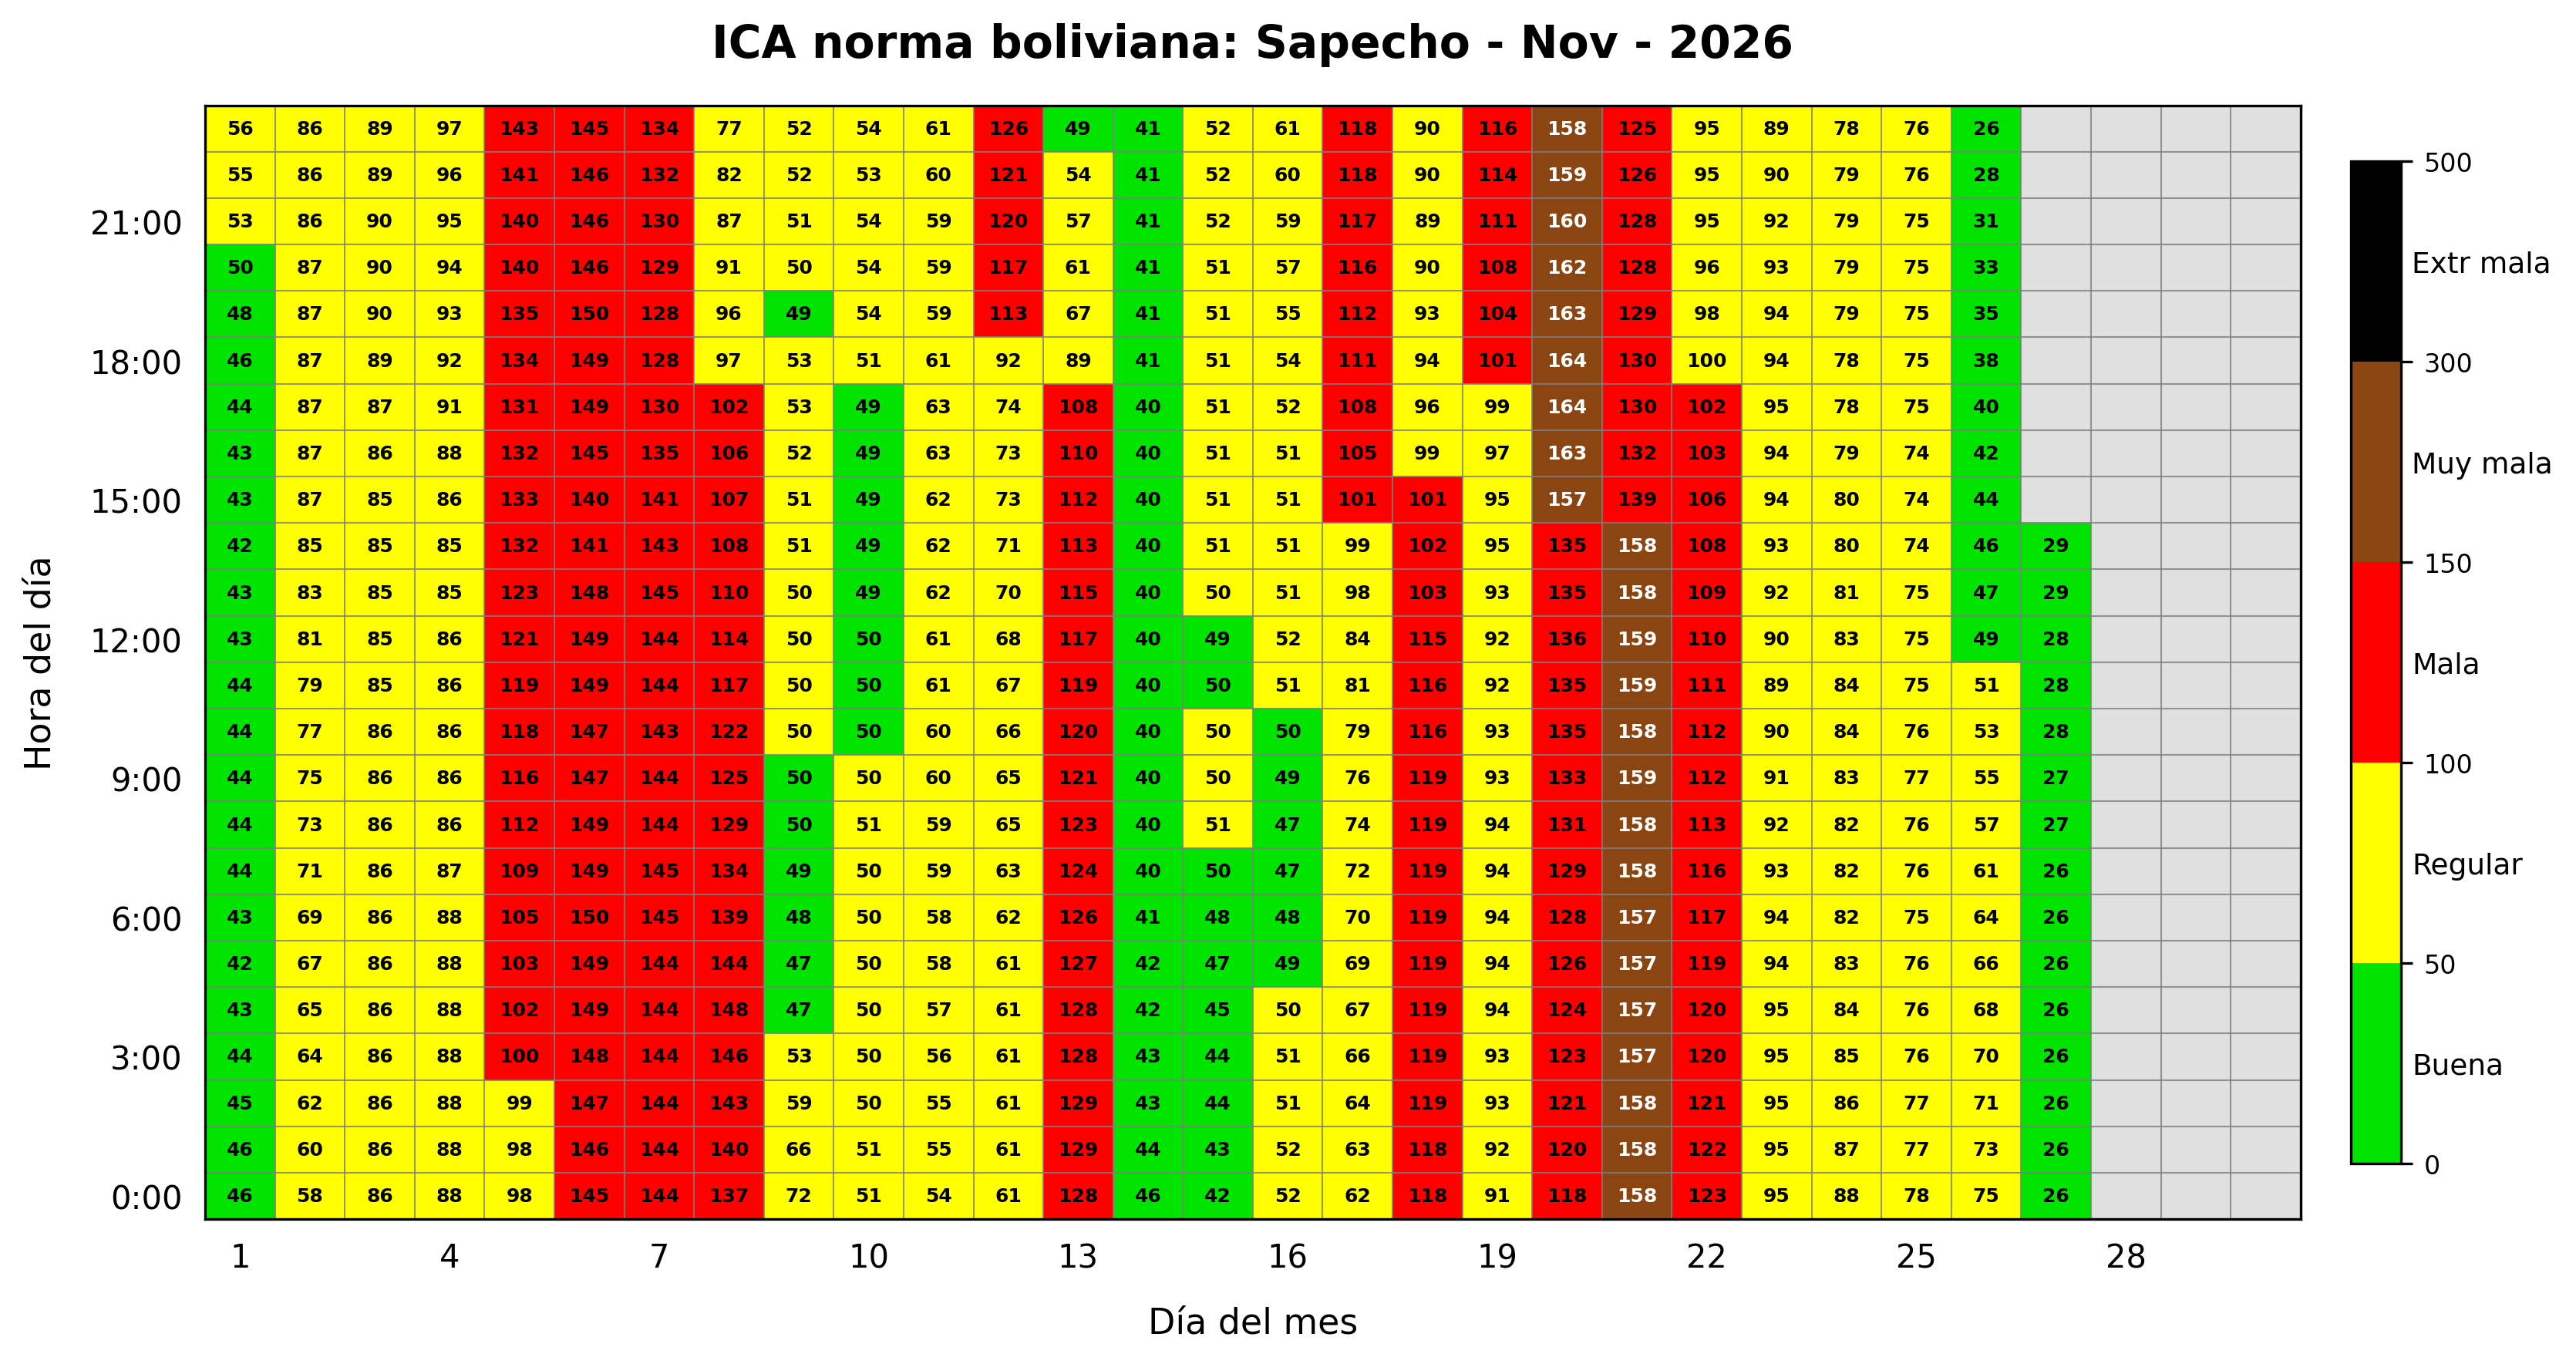 ICA norma boliviana: Sapecho - Nov - 2026
56 86 89 97 143 145 134 77 52 54 61 126 49 41 52 61 118 90 116 158 125 95 89 78 76 26
55 86 89 96 141 146 132 82 52 53 60 121 54 41 52 60 118 90 114 159 126 95 90 79 76 28
21:00 53 86 90 95 140 146 130 87 51 54 59 120 57 41 52 59 117 89 111 160 128 95 92 79 75 31
50 87 90 94 140 146 129 91 50 54 59 117 61 41 51 57 116 90 108 162 128 96 93 79 75 33
48 87 90 93 135 150 128 96 49 54 59 113 67 41 51 55 112 93 104 163 129 98 94 79 75 35
18:00 46 87 89 92 134 149 128 97 53 51 61 92 89 41 51 54 111 94 101 164 130 100 94 78 75 38
44 87 87 91 131 149 130 102 53 49 63 74 108 40 51 52 108 96 99 164 130 102 95 78 75 40
43 87 86 88 132 145 135 106 52 49 63 73 110 40 51 51 105 99 97 163 132 103 94 79 74 42
15:00 43 87 85 86 133 140 141 107 51 49 62 73 112 40 51 51 101 101 95 157 139 106 94 80 74 44
42 85 85 85 132 141 143 108 51 49 62 71 113 40 51 51 99 102 95 135 158 108 93 80 74 46 29
43 83 85 85 123 148 145 110 50 49 62 70 115 40 50 51 98 103 93 135 158 109 92 81 75 47 29
12:00 43 81 85 86 121 149 144 114 50 50 61 68 117 40 49 52 84 115 92 136 159 110 90 83 75 49 28
44 79 85 86 119 149 144 117 50 50 61 67 119 40 50 51 81 116 92 135 159 111 89 84 75 51 28
44 77 86 86 118 147 143 122 50 50 60 66 120 40 50 50 79 116 93 135 158 112 90 84 76 53 28
9:00 44 75 86 86 116 147 144 125 50 50 60 65 121 40 50 49 76 119 93 133 159 112 91 83 77 55 27
44 73 86 86 112 149 144 129 50 51 59 65 123 40 51 47 74 119 94 131 158 113 92 82 76 57 27
44 71 86 87 109 149 145 134 49 50 59 63 124 40 50 47 72 119 94 129 158 116 93 82 76 61 26
6:00 43 69 86 88 105 150 145 139 48 50 58 62 126 41 48 48 70 119 94 128 157 117 94 82 75 64 26
42 67 86 88 103 149 144 144 47 50 58 61 127 42 47 49 69 119 94 126 157 119 94 83 76 66 26
43 65 86 88 102 149 144 148 47 50 57 61 128 42 45 50 67 119 94 124 157 120 95 84 76 68 26
3:00 44 64 86 88 100 148 144 146 53 50 56 61 128 43 44 51 66 119 93 123 157 120 95 85 76 70 26
45 62 86 88 99 147 144 143 59 50 55 61 129 43 44 51 64 119 93 121 158 121 95 86 77 71 26
46 60 86 88 98 146 144 140 66 51 55 61 129 44 43 52 63 118 92 120 158 122 95 87 77 73 26
0:00 46 58 86 88 98 145 144 137 72 51 54 61 128 46 42 52 62 118 91 118 158 123 95 88 78 75 26
1 4 7 10 13 16 19 22 25 28
Día del mes
Hora del día
500
Extr mala
300
Muy mala
150
Mala
100
Regular
50
Buena
0